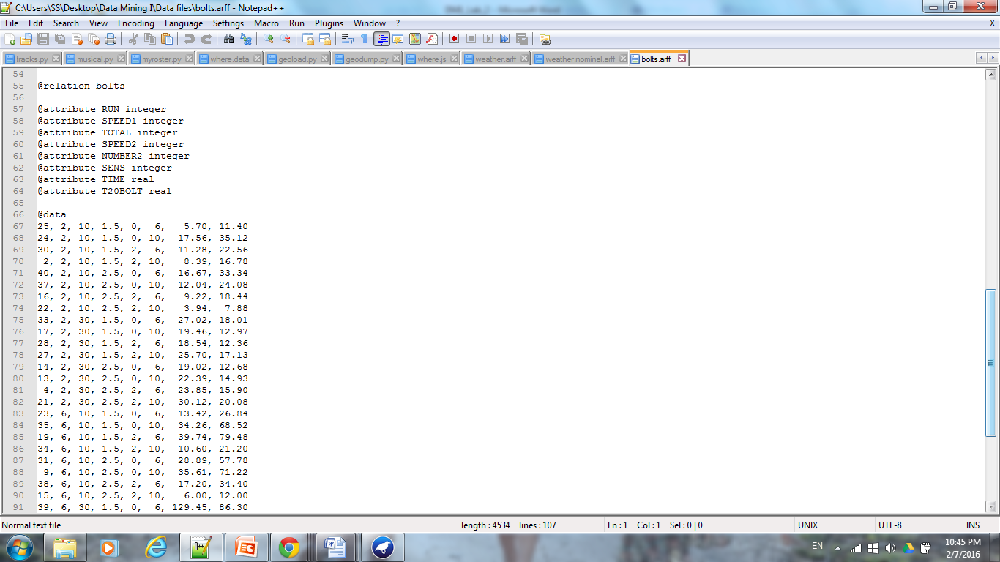 C:\Users\SS\Desktop\Data Mining I\Data files\bolts.arff - Notepad++
File Edit Search View Encoding Language Settings Macro Run Plugins Window ? X
tracks.py musical.py myroster.py where.data geoload.py geodump.py where.js weather.arff weather.nominal.arff bolts.arff
54
55 @relation bolts
56
57 @attribute RUN integer
58 @attribute SPEED1 integer
59 @attribute TOTAL integer
60 @attribute SPEED2 integer
61 @attribute NUMBER2 integer
62 @attribute SENS integer
63 @attribute TIME real
64 @attribute T20BOLT real
65
66 @data
67 25, 2, 10, 1.5, 0,  6,   5.70, 11.40
68 24, 2, 10, 1.5, 0, 10,  17.56, 35.12
69 30, 2, 10, 1.5, 2,  6,  11.28, 22.56
70  2, 2, 10, 1.5, 2, 10,   8.39, 16.78
71 40, 2, 10, 2.5, 0,  6,  16.67, 33.34
72 37, 2, 10, 2.5, 0, 10,  12.04, 24.08
73 16, 2, 10, 2.5, 2,  6,   9.22, 18.44
74 22, 2, 10, 2.5, 2, 10,   3.94,  7.88
75 33, 2, 30, 1.5, 0,  6,  27.02, 18.01
76 17, 2, 30, 1.5, 0, 10,  19.46, 12.97
77 28, 2, 30, 1.5, 2,  6,  18.54, 12.36
78 27, 2, 30, 1.5, 2, 10,  25.70, 17.13
79 14, 2, 30, 2.5, 0,  6,  19.02, 12.68
80 13, 2, 30, 2.5, 0, 10,  22.39, 14.93
81  4, 2, 30, 2.5, 2,  6,  23.85, 15.90
82 21, 2, 30, 2.5, 2, 10,  30.12, 20.08
83 23, 6, 10, 1.5, 0,  6,  13.42, 26.84
84 35, 6, 10, 1.5, 0, 10,  34.26, 68.52
85 19, 6, 10, 1.5, 2,  6,  39.74, 79.48
86 34, 6, 10, 1.5, 2, 10,  10.60, 21.20
87 31, 6, 10, 2.5, 0,  6,  28.89, 57.78
88  9, 6, 10, 2.5, 0, 10,  35.61, 71.22
89 38, 6, 10, 2.5, 2,  6,  17.20, 34.40
90 15, 6, 10, 2.5, 2, 10,   6.00, 12.00
91 39, 6, 30, 1.5, 0,  6, 129.45, 86.30
Normal text file length : 4534 lines : 107 Ln : 1 Col : 1 Sel : 0 | 0 UNIX UTF-8 INS
EN 10:45 PM
2/7/2016